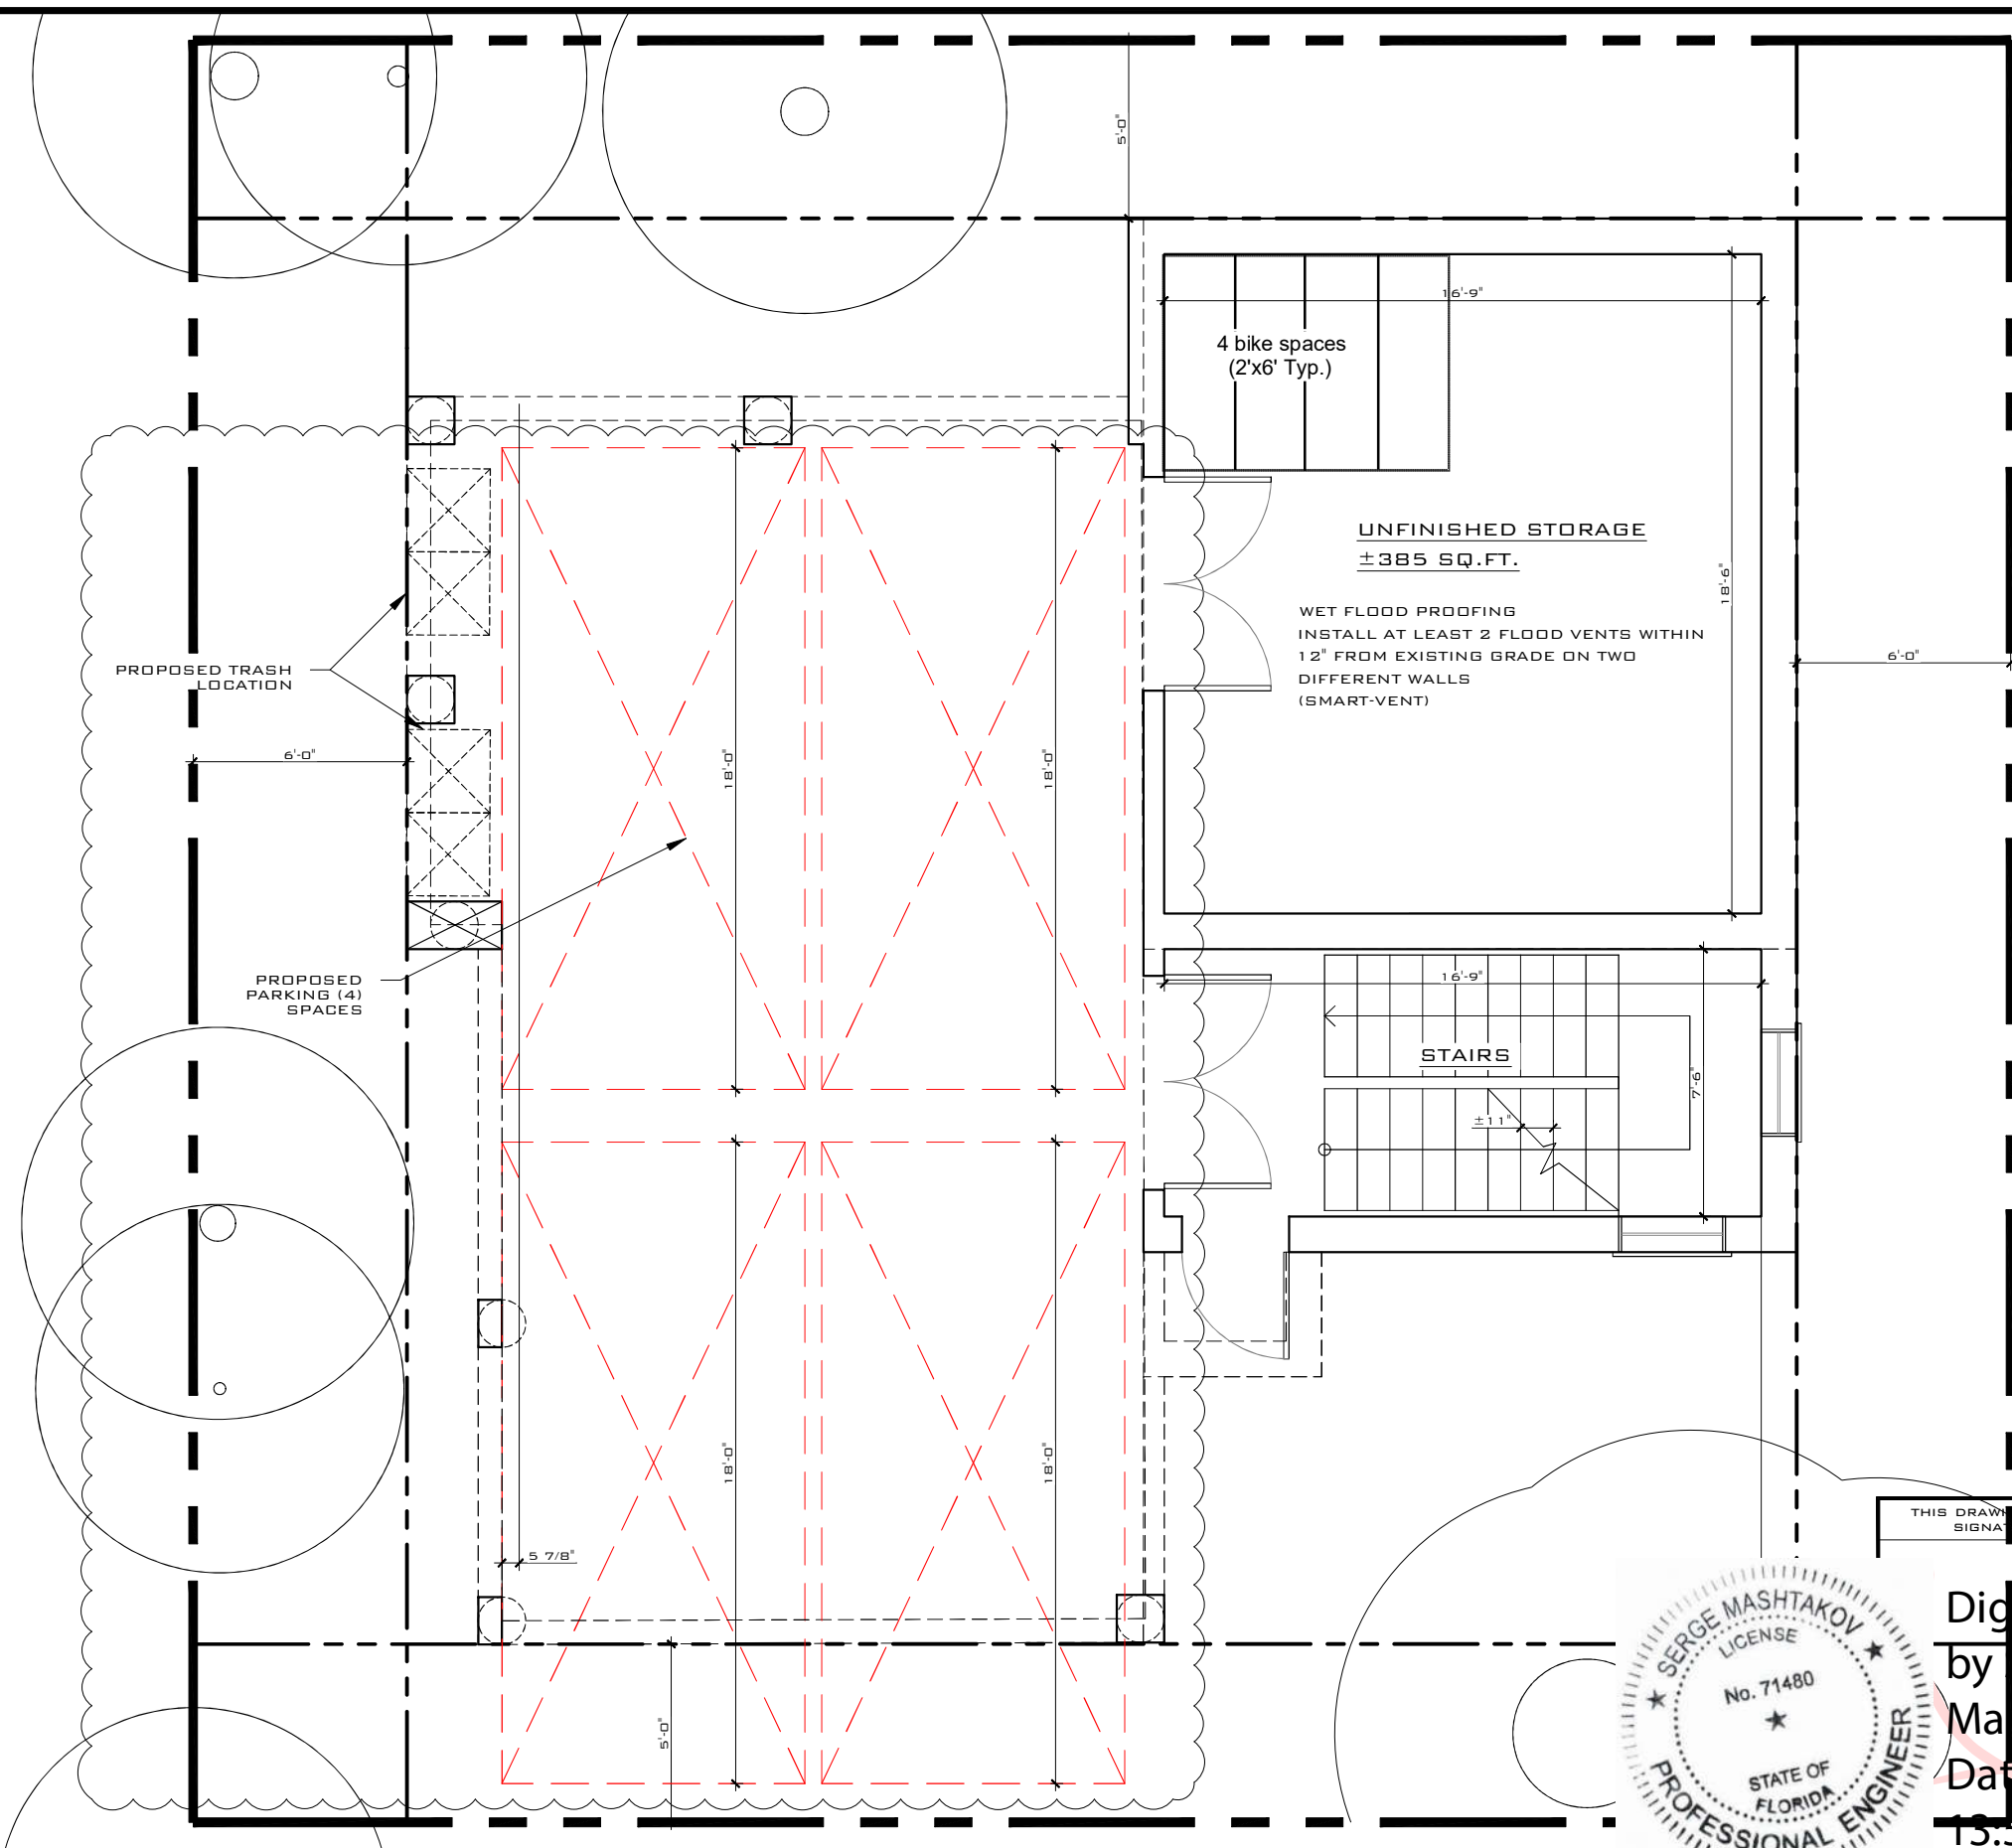 5'-0"
16'-9"
4 bike spaces
(2'x6' Typ.)
UNFINISHED STORAGE
±385 SQ.FT.
18'-6"
WET FLOOD PROOFING
INSTALL AT LEAST 2 FLOOD VENTS WITHIN
12" FROM EXISTING GRADE ON TWO
DIFFERENT WALLS
(SMART-VENT)
6'-0"
PROPOSED TRASH
LOCATION
6'-0"
18'-0"
18'-0"
PROPOSED
PARKING (4)
SPACES
16'-9"
STAIRS
7'-6"
±11"
18'-0"
18'-0"
5 7/8"
5'-0"
THIS DRAW
SIGNAT
SERGE MASHTAKOV
LICENSE
No. 71480
STATE OF
FLORIDA
PROFESSIONAL ENGINEER
Dig
by
Ma
Dat
13: